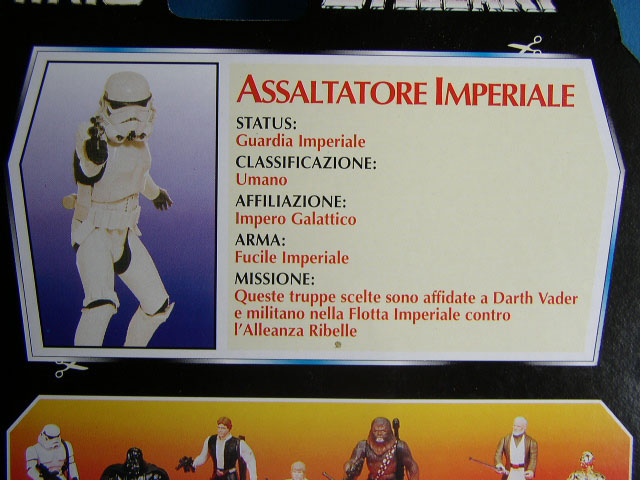 ASSALTATORE IMPERIALE
STATUS:
Guardia Imperiale
CLASSIFICAZIONE:
Umano
AFFILIAZIONE:
Impero Galattico
ARMA:
Fucile Imperiale
MISSIONE:
Queste truppe scelte sono affidate a Darth Vader
e militano nella Flotta Imperiale contro
l'Alleanza Ribelle